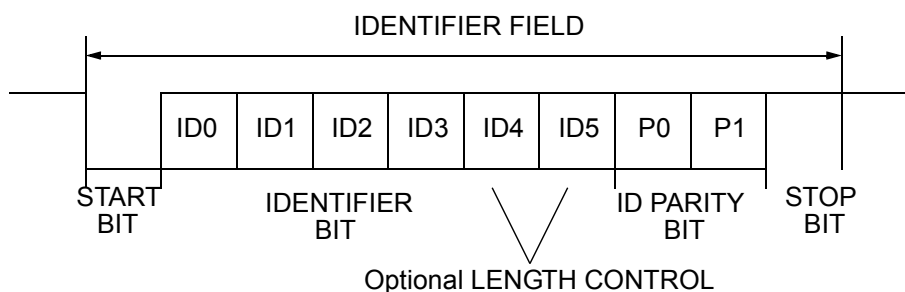 IDENTIFIER FIELD
ID0 ID1 ID2 ID3 ID4 ID5 P0 P1
START BIT
IDENTIFIER BIT
ID PARITY BIT
STOP BIT
Optional LENGTH CONTROL